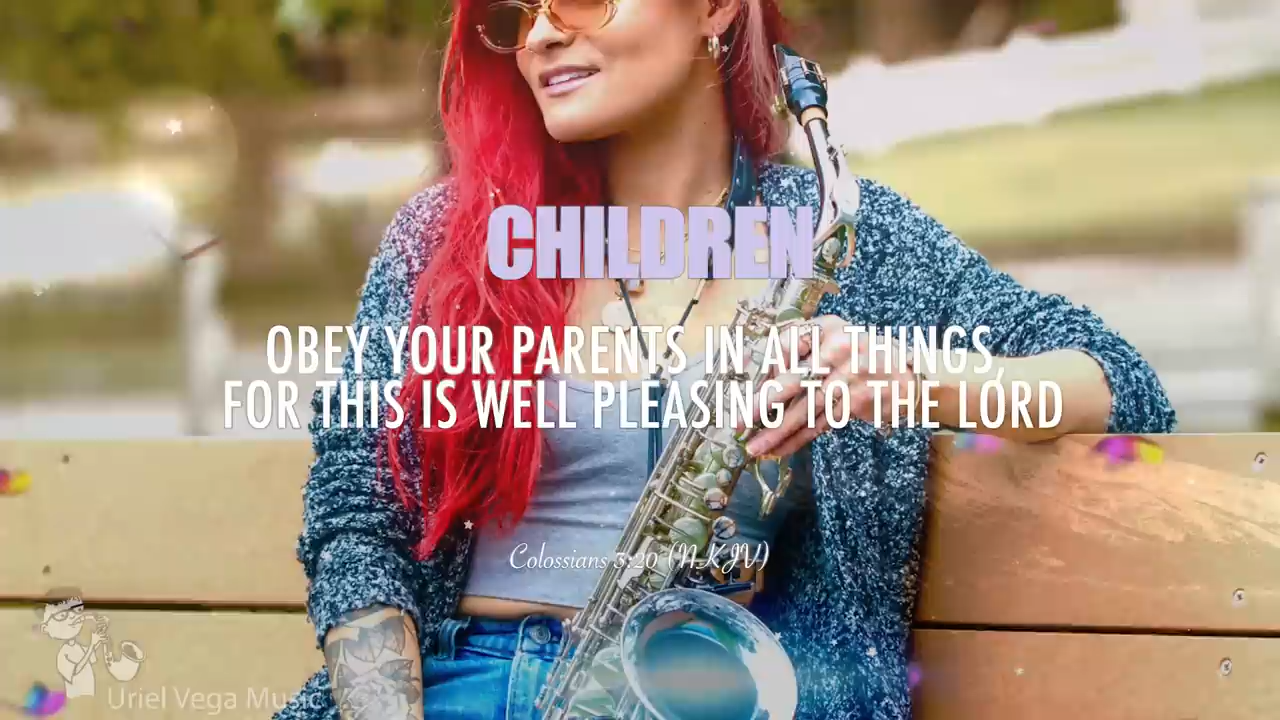 CHILDREN
OBEY YOUR PARENTS IN ALL THINGS,
FOR THIS IS WELL PLEASING TO THE LORD
Colossians 3:20 (NKJV)
Uriel Vega Music